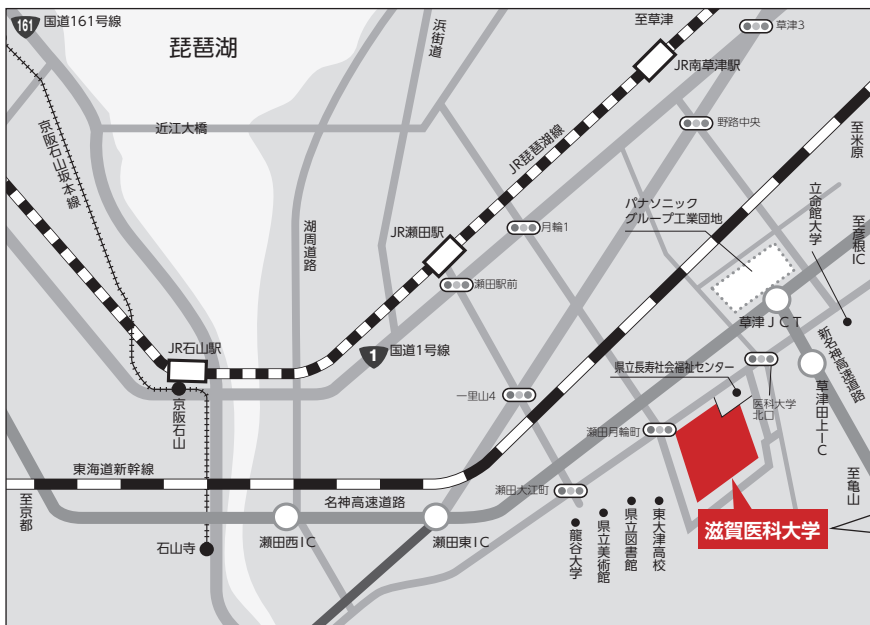 161
国道161号線
琵琶湖
浜街道
至草津
草津3
JR南草津駅
近江大橋
野路中央
京阪石山坂本線
JR琵琶湖線
至米原
立命館大学
パナソニック
グループ工業団地
至彦根IC
湖周道路
JR瀬田駅
月輪1
瀬田駅前
草津JCT
新名神高速道路
JR石山駅
1
国道1号線
県立長寿社会福祉センター
京阪石山
一里山4
医科大学
北口
草津田上IC
瀬田月輪町
東海道新幹線
至京都
名神高速道路
瀬田大江町
至亀山
石山寺
瀬田西IC
瀬田東IC
龍谷大学
県立美術館
県立図書館
東大津高校
滋賀医科大学